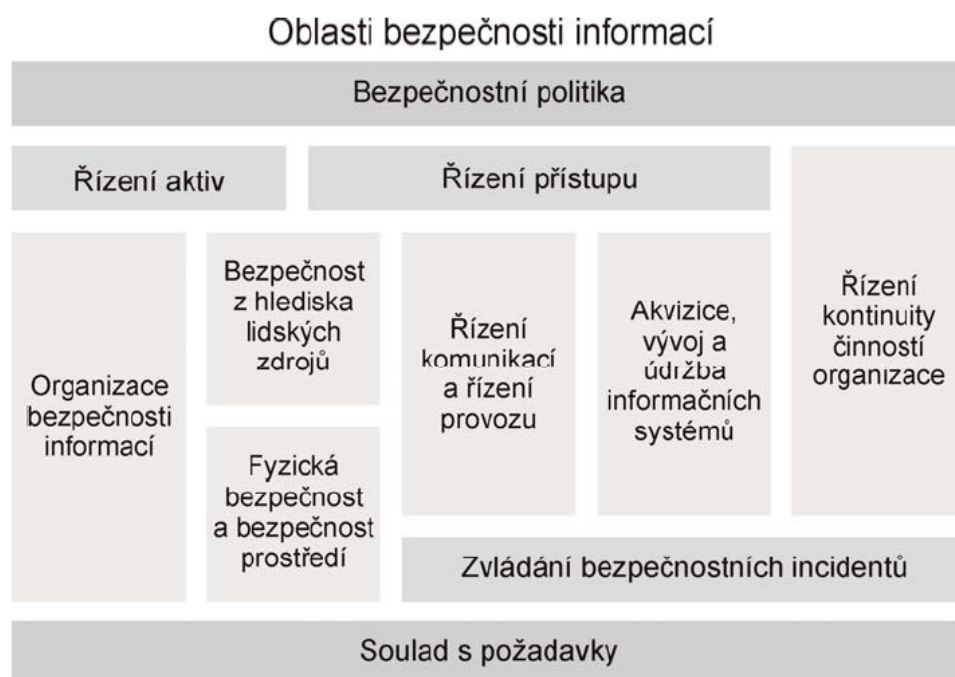 Oblasti bezpečnosti informací
Bezpečnostní politika
Řízení aktiv
Řízení přístupu
Organizace
bezpečnosti
informací
Bezpečnost
z hlediska
lidských
zdrojů
Fyzická
bezpečnost
a bezpečnost
prostředí
Řízení
komunikací
a řízení
provozu
Akvizice,
vývoj a
údržba
informačních
systémů
Řízení
kontinuity
činností
organizace
Zvládání bezpečnostních incidentů
Soulad s požadavky